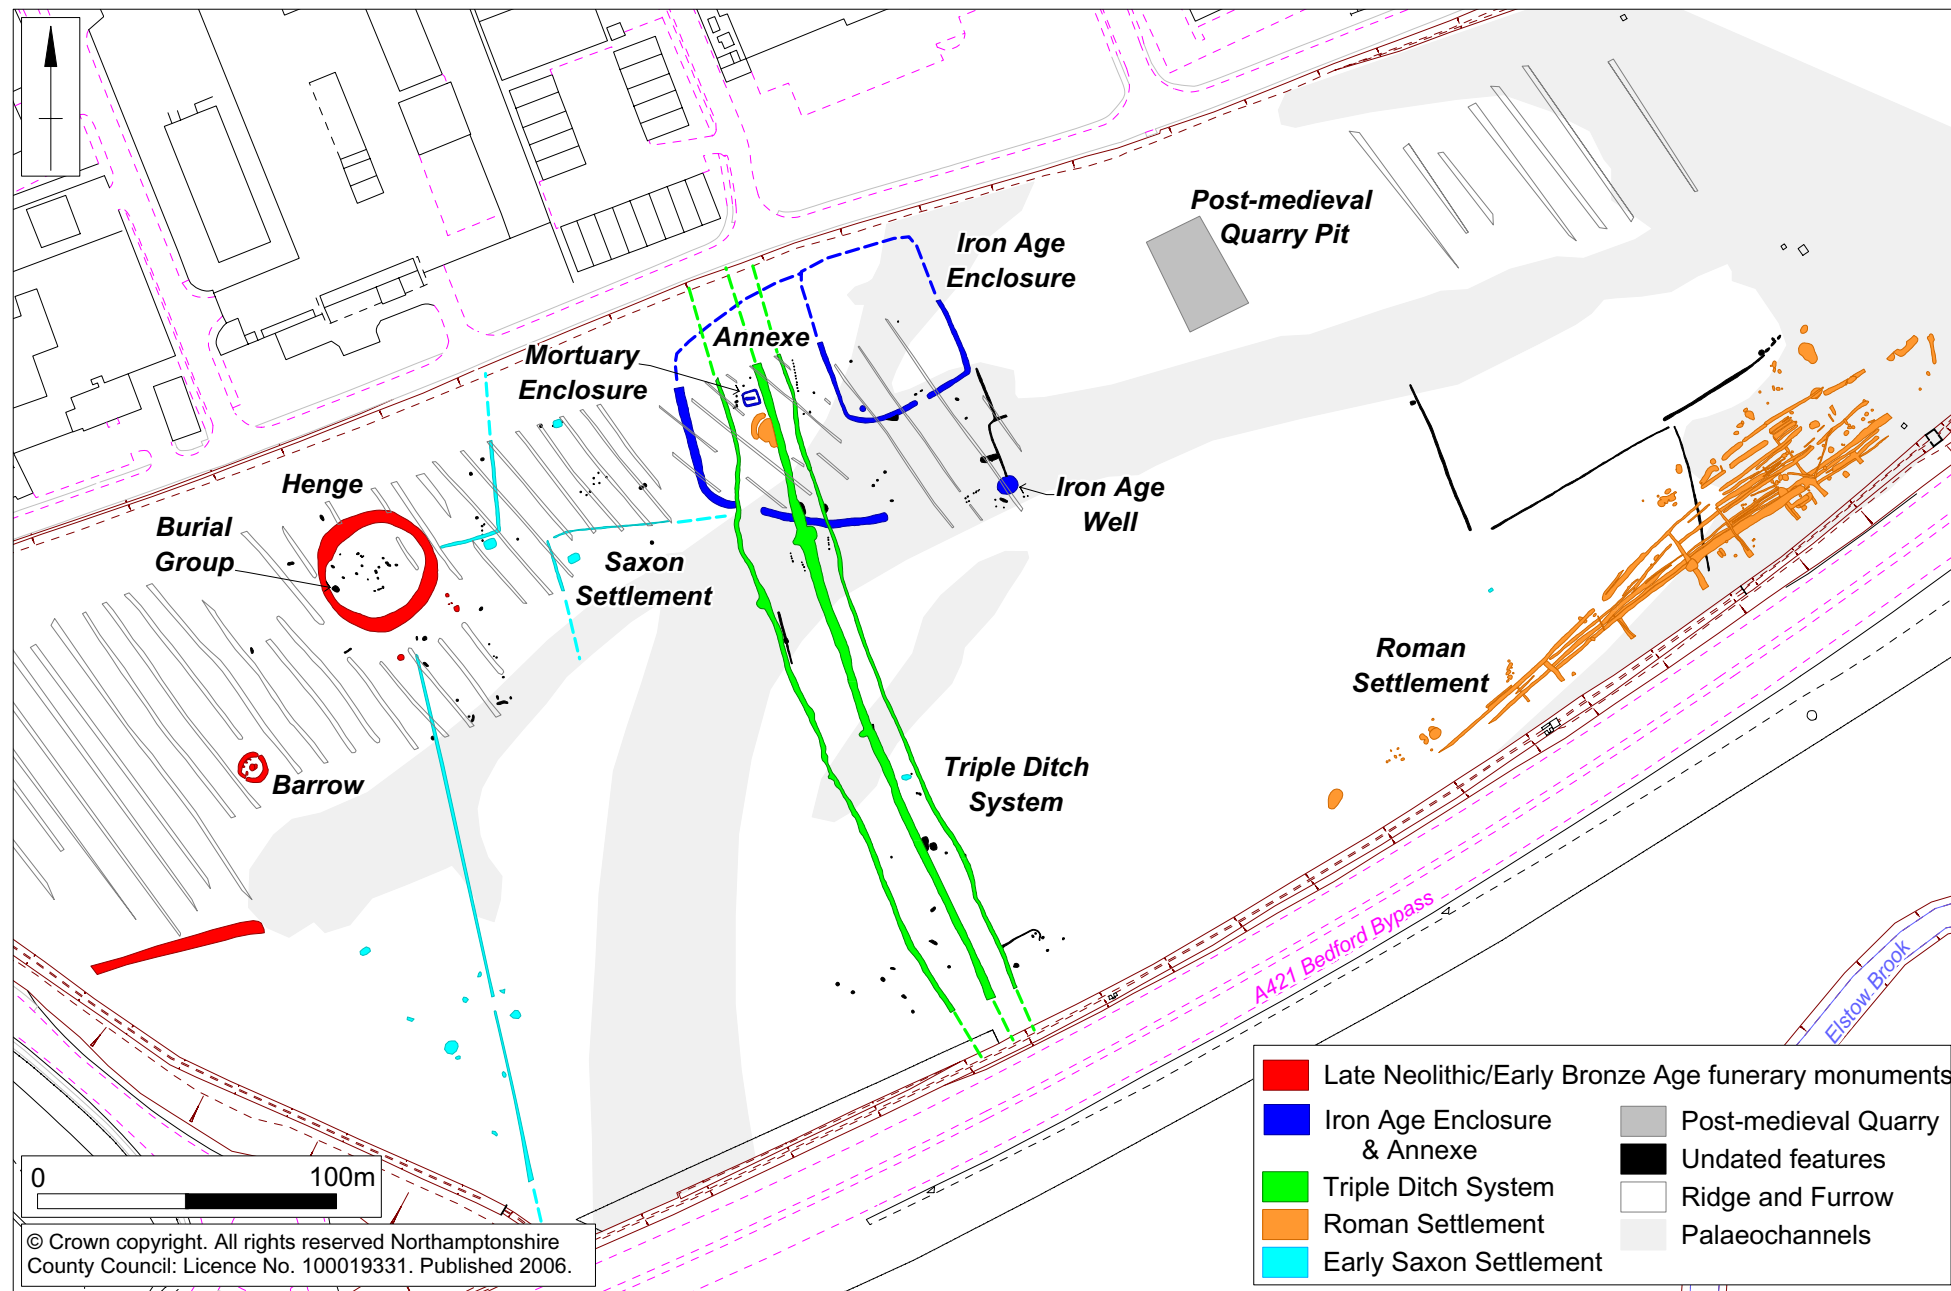 Post-medieval
Quarry Pit
Iron Age
Enclosure
Annexe
Mortuary
Enclosure
Henge
Burial
Group
Iron Age
Well
Saxon
Settlement
Roman
Settlement
Barrow
Triple Ditch
System
A421 Bedford Bypass
Elstow Brook
0 100m
© Crown copyright. All rights reserved Northamptonshire
County Council: Licence No. 100019331. Published 2006.
Late Neolithic/Early Bronze Age funerary monuments
Iron Age Enclosure
& Annexe
Triple Ditch System
Roman Settlement
Early Saxon Settlement
Post-medieval Quarry
Undated features
Ridge and Furrow
Palaeochannels